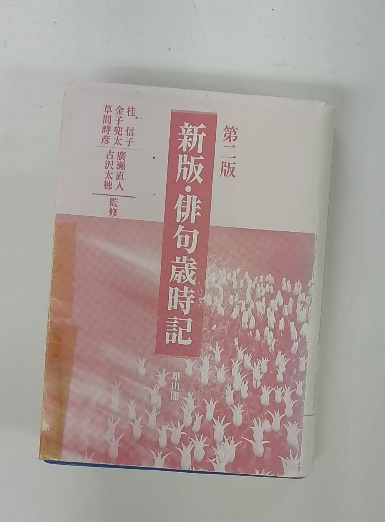 第二版
新版・俳句歳時記
桂 信子
金子兜太
草間時彦
廣瀬直人
古沢太穂
監修
雄山閣